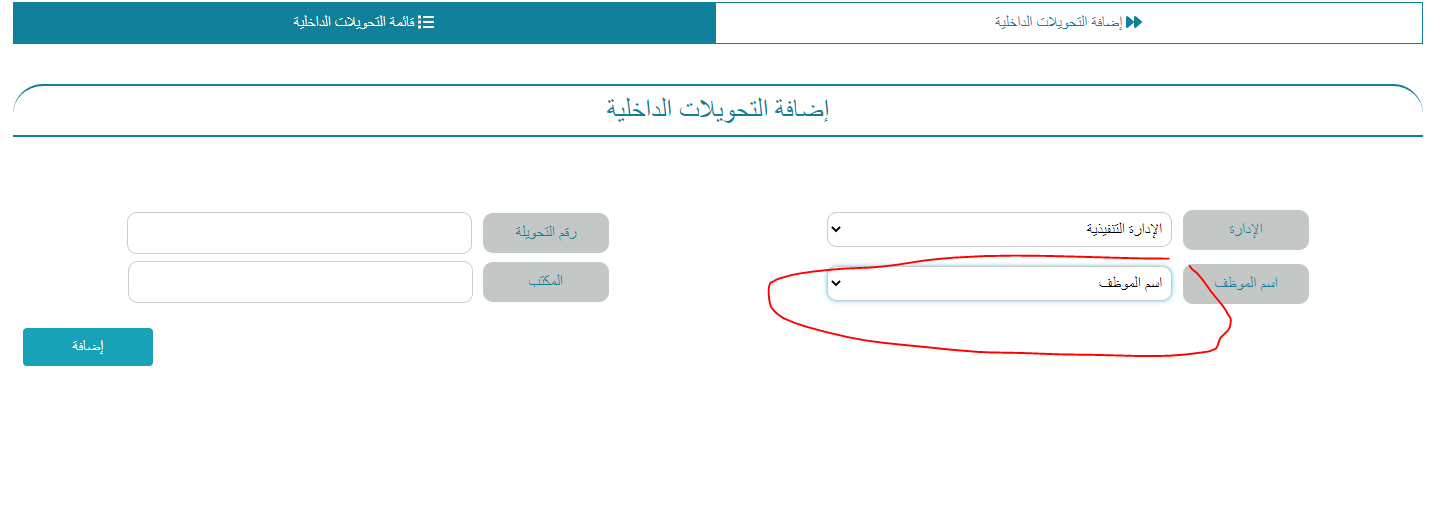 إضافة التحويلات الداخلية
قائمة التحويلات الداخلية
إضافة التحويلات الداخلية
الإدارة
الإدارة التنفيذية
رقم التحويلة
اسم الموظف
اسم الموظف
المكتب
إضافة